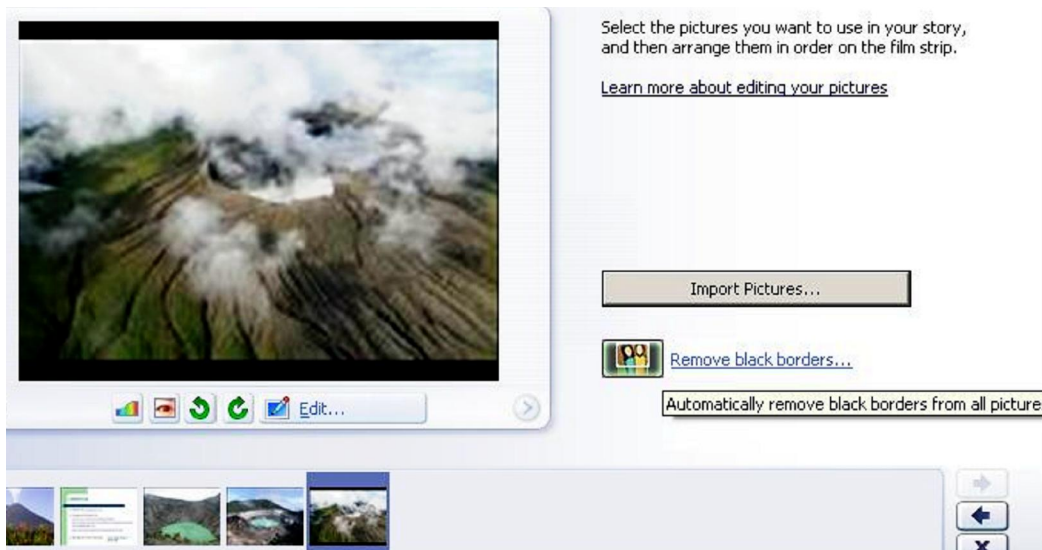 Select the pictures you want to use in your story,
and then arrange them in order on the film strip.
Learn more about editing your pictures
Import Pictures...
Remove black borders...
Automatically remove black borders from all picture
Edit...